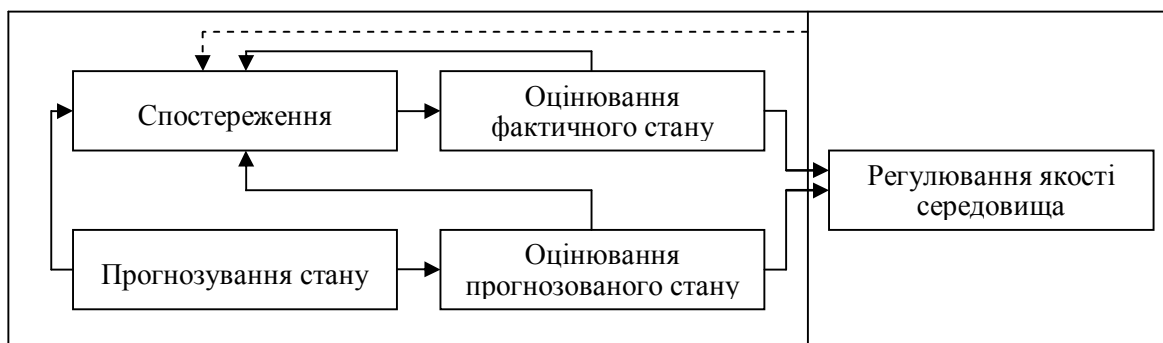 Спостереження
Оцінювання
фактичного стану
Регулювання якості
середовища
Прогнозування стану
Оцінювання
прогнозованого стану